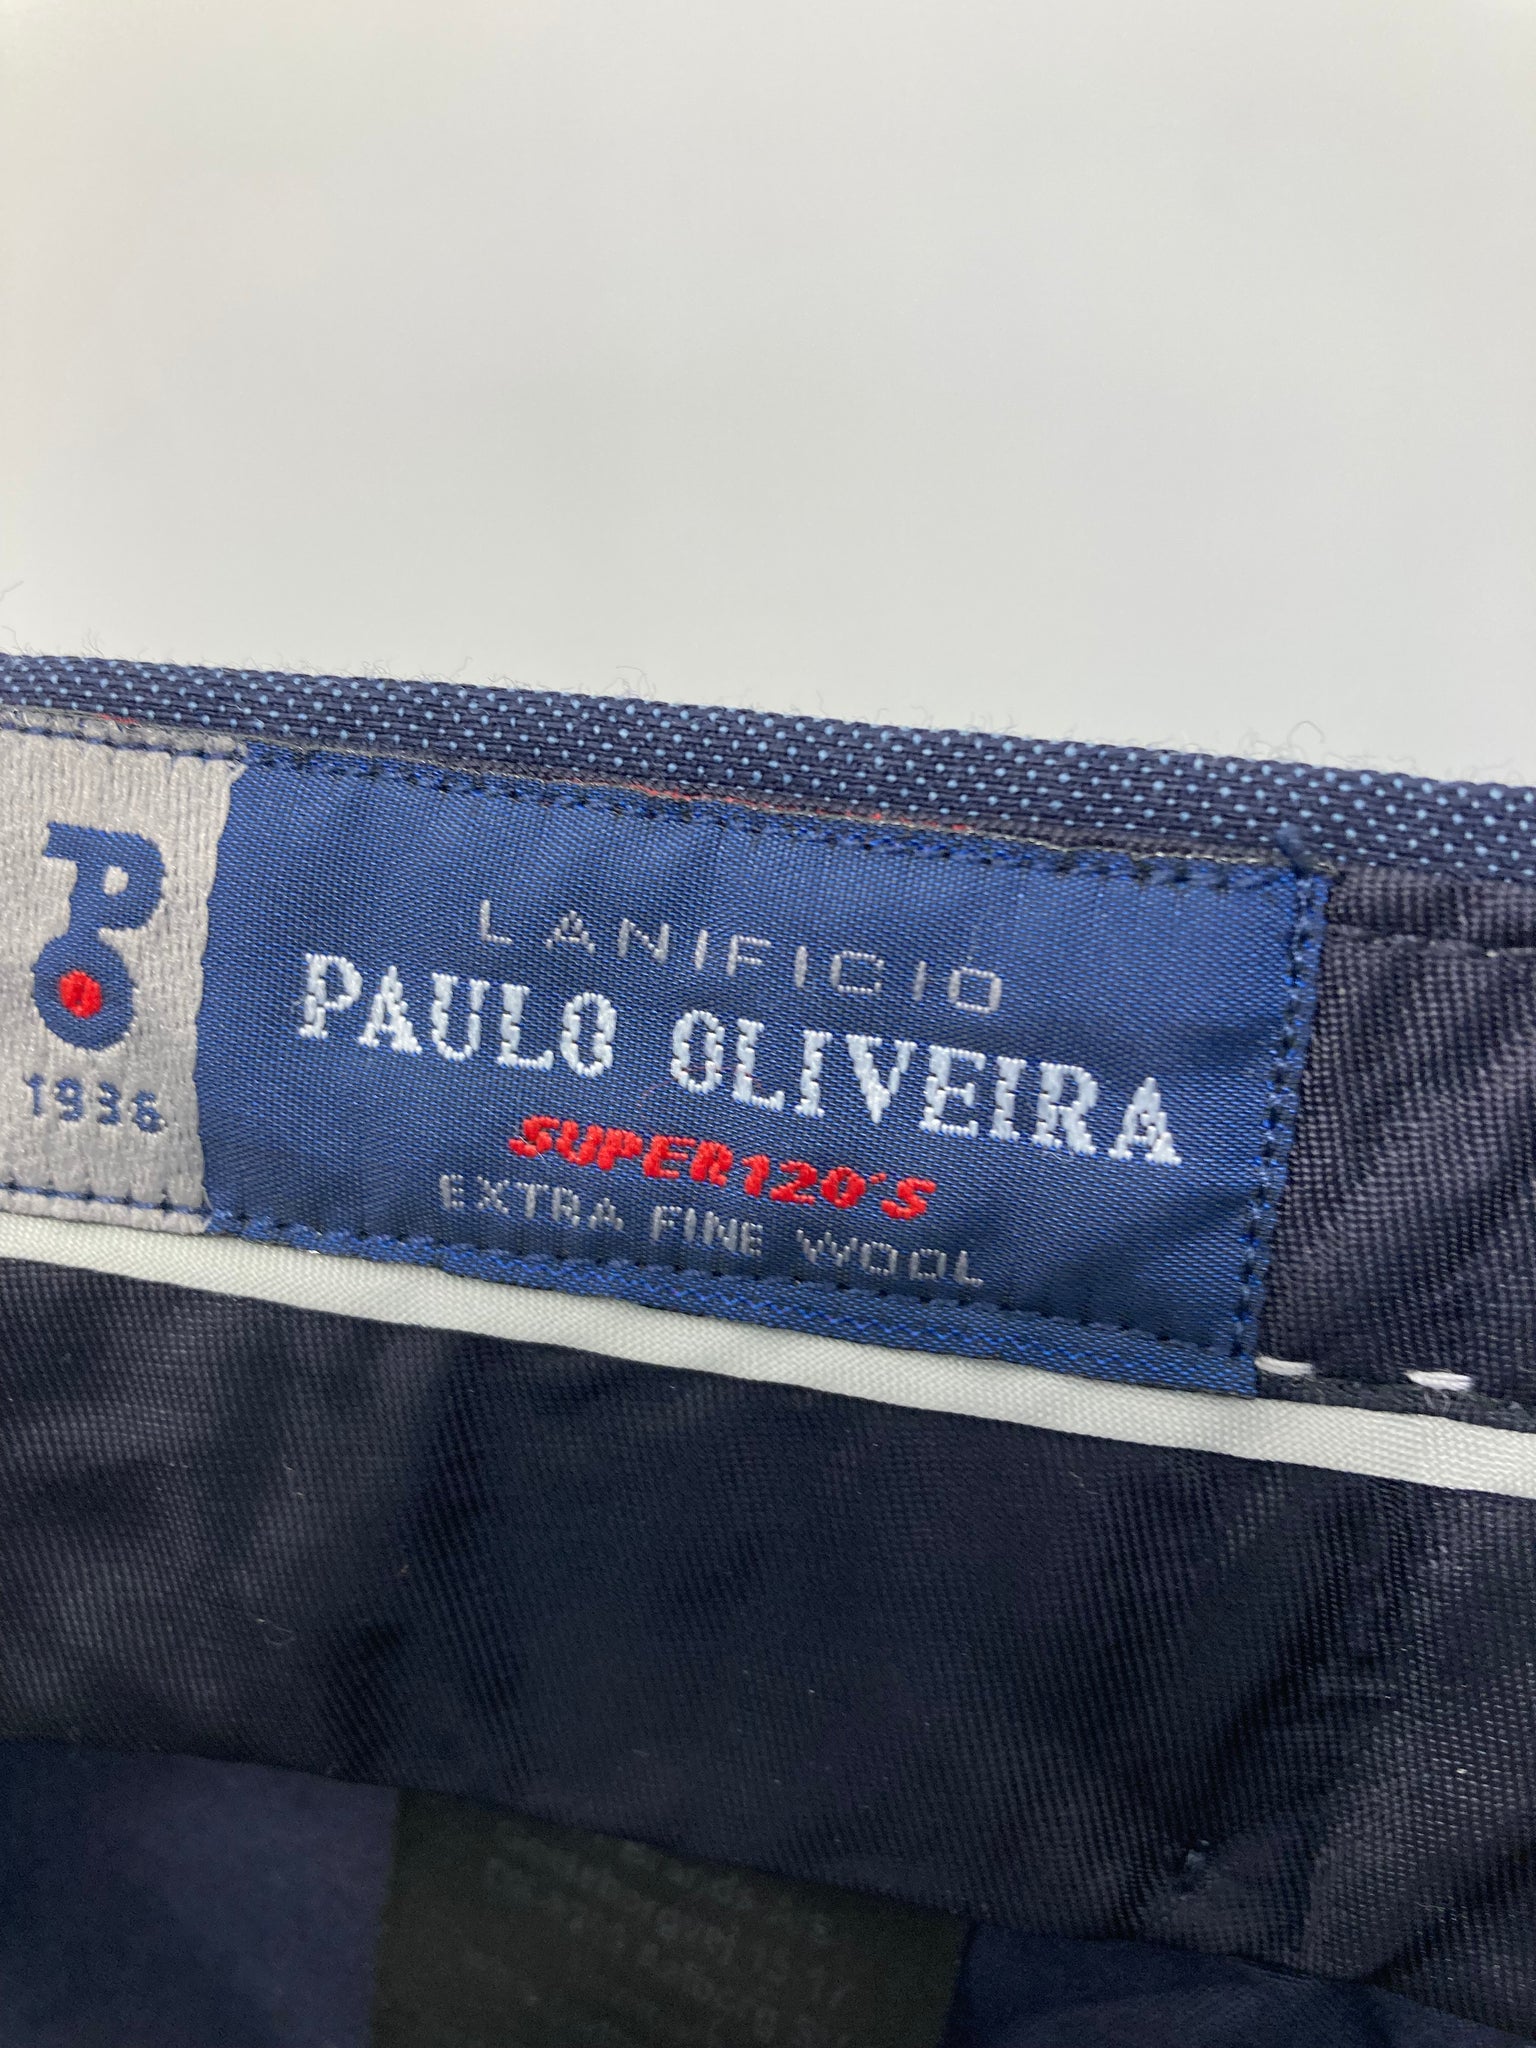 P
1936
LANIFICIO
PAULO OLIVEIRA
SUPER120'S
EXTRA FINE WOOL